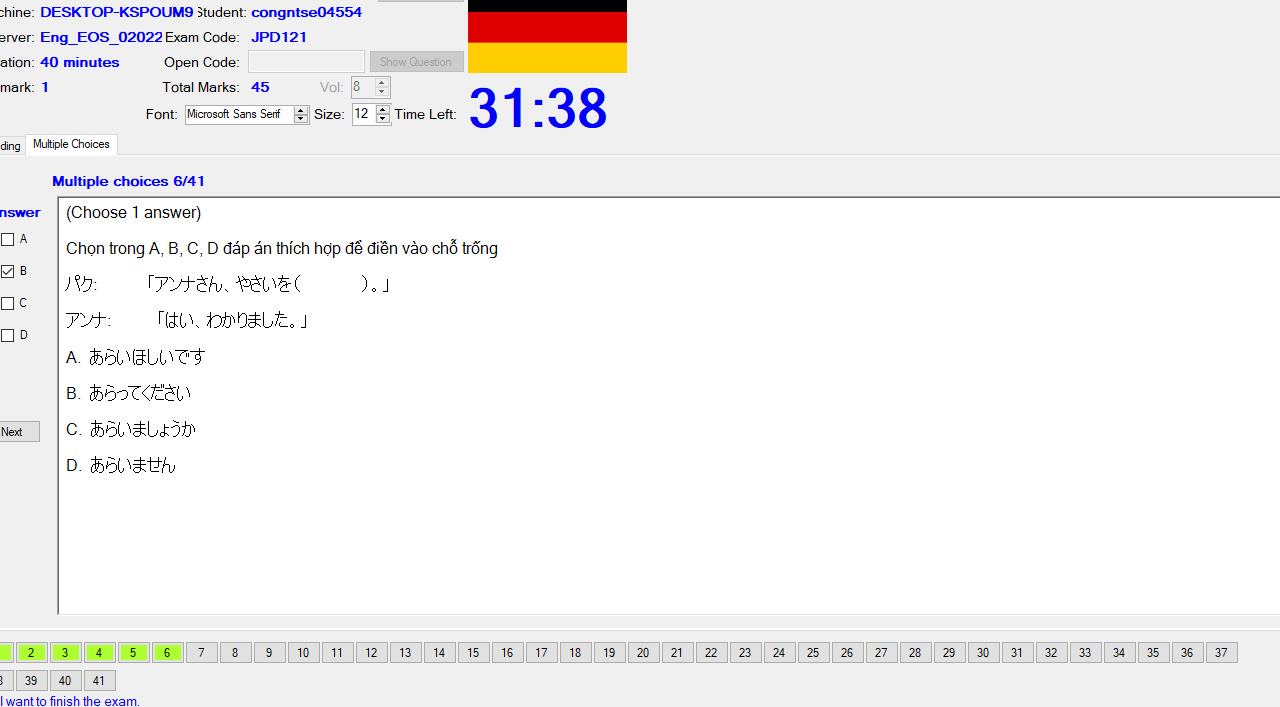 chine: DESKTOP-KSPOUM9 Student: congntse04554
erver: Eng_EOS_02022 Exam Code: JPD121
ation: 40 minutes Open Code: Show Question
mark: 1 Total Marks: 45 Vol: 8
Font: Microsoft Sans Serif Size: 12 Time Left: 31:38
ding Multiple Choices
Multiple choices 6/41
nswer
(Choose 1 answer)
A
Chọn trong A, B, C, D đáp án thích hợp để điền vào chỗ trống
B
パク: 「アンナさん、やさいを( )。」
C
アンナ: 「はい、わかりました。」
D
A. あらいほしいです
B. あらってください
C. あらいましょうか
Next
D. あらいません
2 3 4 5 6 7 8 9 10 11 12 13 14 15 16 17 18 19 20 21 22 23 24 25 26 27 28 29 30 31 32 33 34 35 36 37
39 40 41
I want to finish the exam.